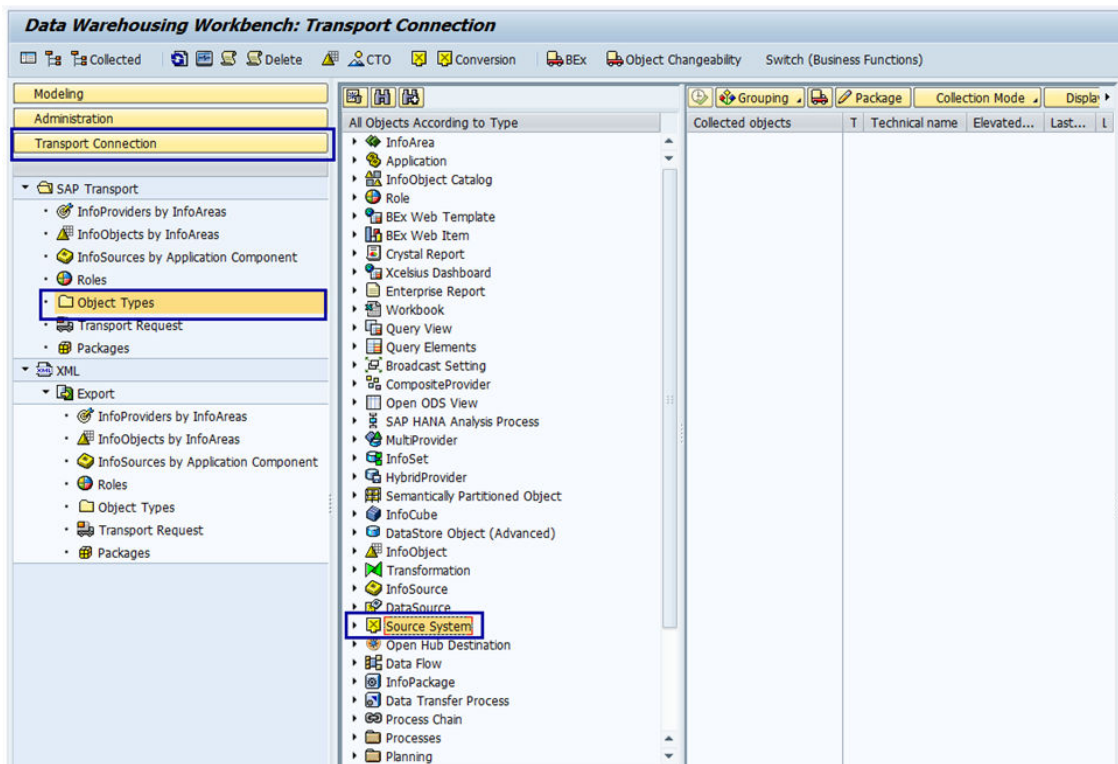 Data Warehousing Workbench: Transport Connection
Collected Delete CTO Conversion BEx Object Changeability Switch (Business Functions)
Modeling
Administration
Transport Connection
SAP Transport
InfoProviders by InfoAreas
InfoObjects by InfoAreas
InfoSources by Application Component
Roles
Object Types
Transport Request
Packages
XML
Export
InfoProviders by InfoAreas
InfoObjects by InfoAreas
InfoSources by Application Component
Roles
Object Types
Transport Request
Packages
All Objects According to Type
InfoArea
Application
InfoObject Catalog
Role
BEx Web Template
BEx Web Item
Crystal Report
Xcelsius Dashboard
Enterprise Report
Workbook
Query View
Query Elements
Broadcast Setting
CompositeProvider
Open ODS View
SAP HANA Analysis Process
MultiProvider
InfoSet
HybridProvider
Semantically Partitioned Object
InfoCube
DataStore Object (Advanced)
InfoObject
Transformation
InfoSource
DataSource
Source System
Open Hub Destination
Data Flow
InfoPackage
Data Transfer Process
Process Chain
Processes
Planning
Grouping Package Collection Mode Displa
Collected objects T Technical name Elevated... Last... L